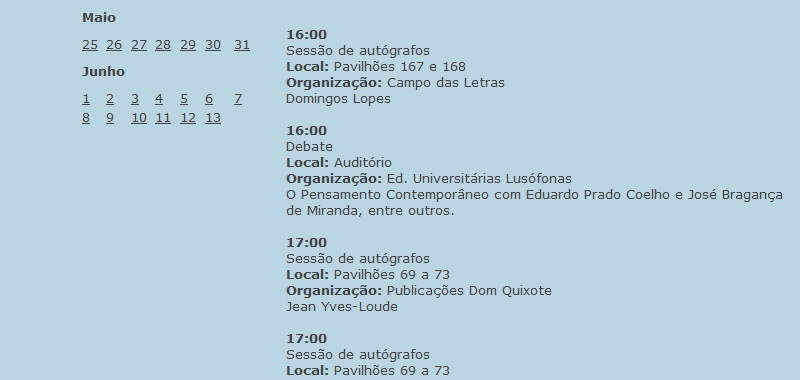 Maio
25 26 27 28 29 30 31
Junho
1 2 3 4 5 6 7
8 9 10 11 12 13
16:00
Sessão de autógrafos
Local: Pavilhões 167 e 168
Organização: Campo das Letras
Domingos Lopes
16:00
Debate
Local: Auditório
Organização: Ed. Universitárias Lusófonas
O Pensamento Contemporâneo com Eduardo Prado Coelho e José Bragança
de Miranda, entre outros.
17:00
Sessão de autógrafos
Local: Pavilhões 69 a 73
Organização: Publicações Dom Quixote
Jean Yves-Loude
17:00
Sessão de autógrafos
Local: Pavilhões 69 a 73